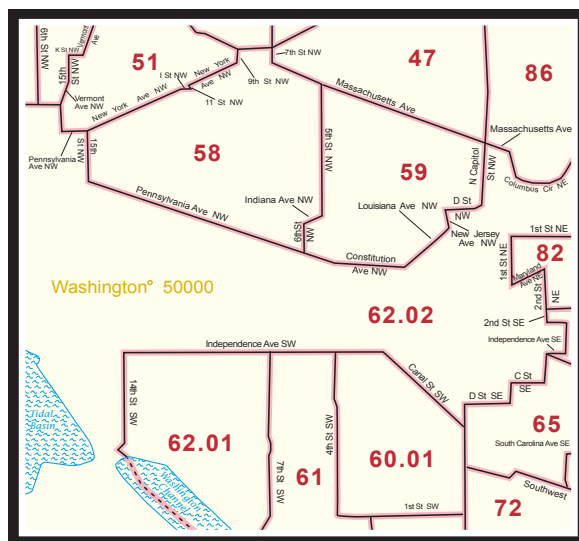 6th St NW
K St NW
Vermont
Ave
15th
St NW
Vermont
Ave NW
51
I St NW
New York
Ave NW
11 St NW
9th St NW
7th St NW
47
86
New York Ave NW
Massachusetts Ave
Massachusetts Ave
Pennsylvania
Ave NW
15th
St NW
58
5th St NW
59
N Capitol
St NW
Columbus Cir NE
Pennsylvania Ave NW
Indiana Ave NW
6th St
NW
Louisiana Ave NW
D St
NW
New Jersey
Ave NW
Constitution
Ave NW
1st St NE
1st St NE
82
Maryland
Ave NE
2nd St
NE
2nd St SE
Washington° 50000
62.02
Independence Ave SE
Independence Ave SW
Canal St SW
C St
SE
D St SE
14th St SW
Tidal
Basin
62.01
Washington
Channel
7th St SW
61
4th St SW
60.01
65
South Carolina Ave SE
Southwest
1st St SW
72